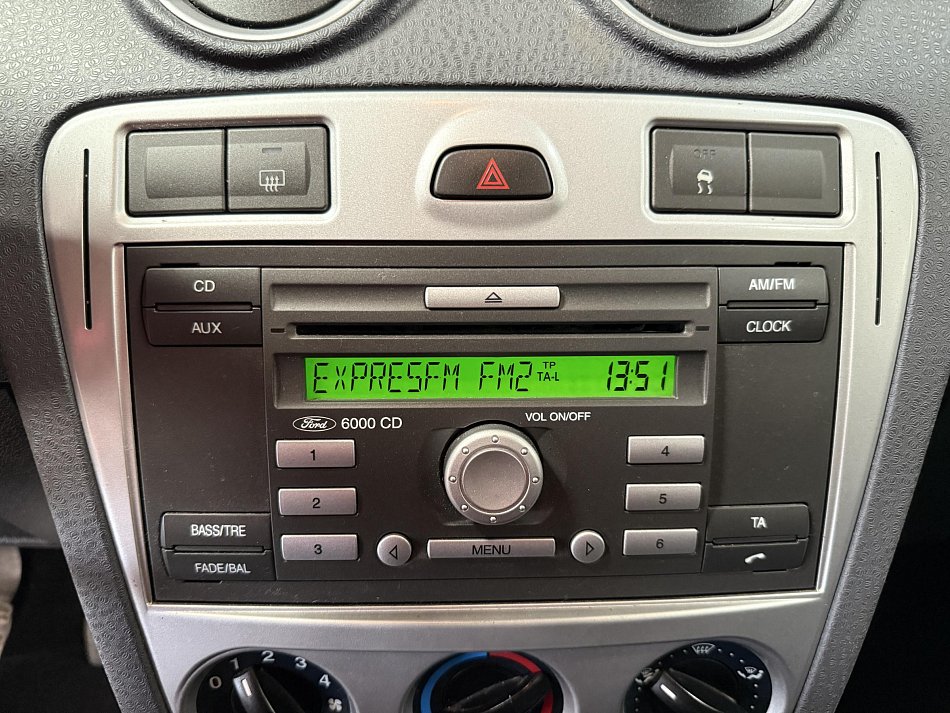 OFF
CD
AM/FM
AUX
CLOCK
EXPRESFM FM2 TP TA-L 13:51
Ford 6000 CD
VOL ON/OFF
1
4
2
5
3
6
MENU
BASS/TRE
TA
FADE/BAL
0 1 2 3 4